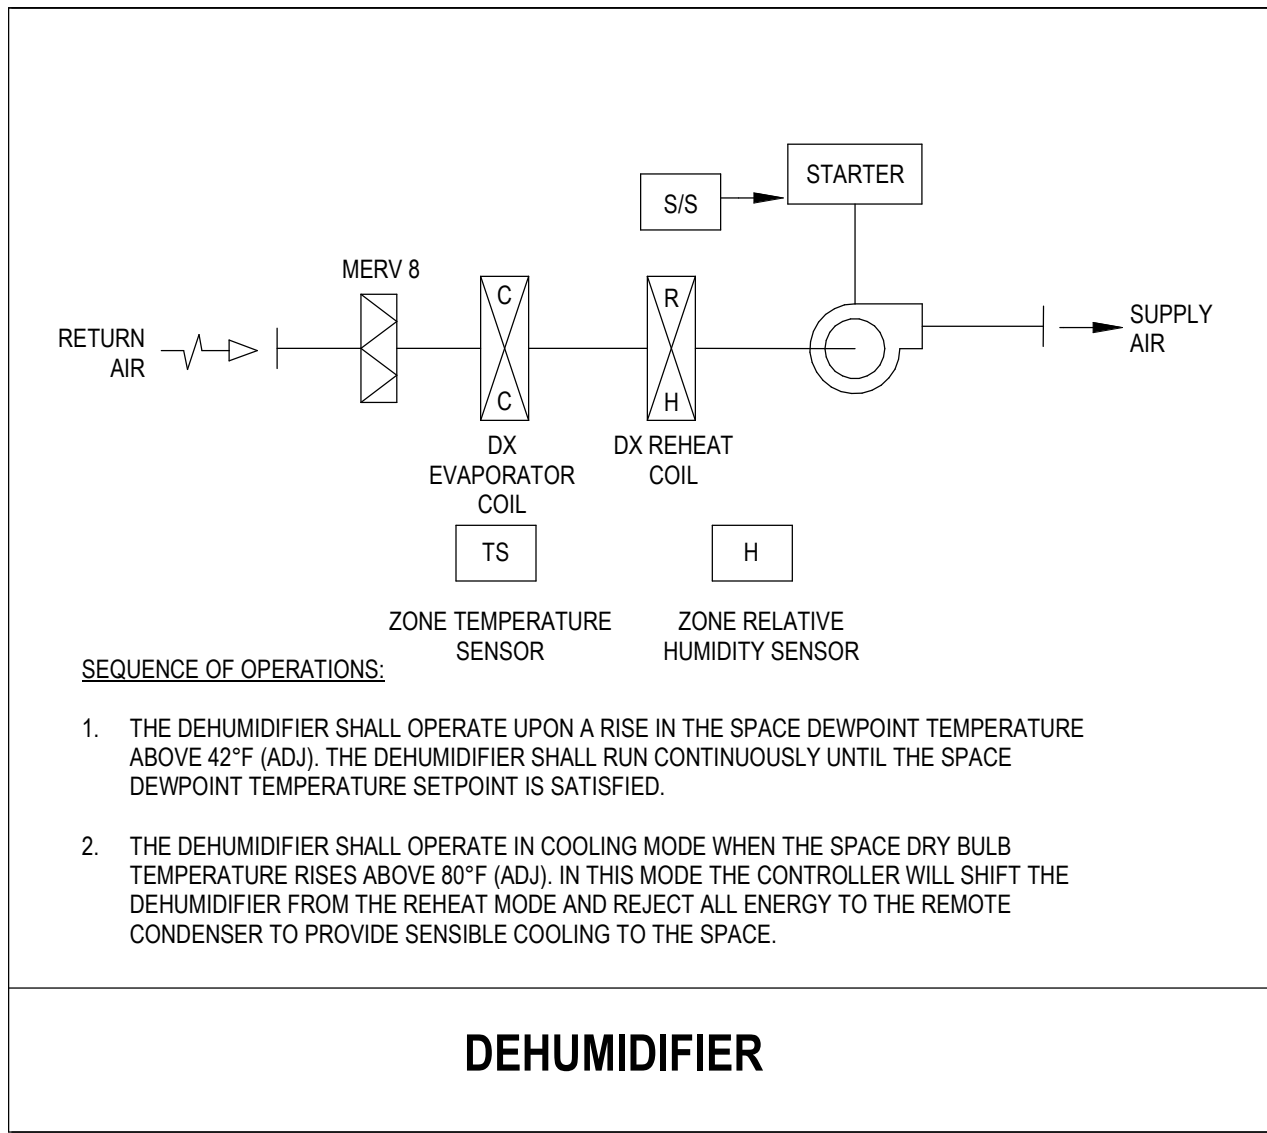 STARTER
S/S
MERV 8
RETURN
AIR
C
C
R
H
SUPPLY
AIR
DX
EVAPORATOR
COIL
DX REHEAT
COIL
TS
H
ZONE TEMPERATURE
SENSOR
ZONE RELATIVE
HUMIDITY SENSOR
SEQUENCE OF OPERATIONS:
1. THE DEHUMIDIFIER SHALL OPERATE UPON A RISE IN THE SPACE DEWPOINT TEMPERATURE
ABOVE 42°F (ADJ). THE DEHUMIDIFIER SHALL RUN CONTINUOUSLY UNTIL THE SPACE
DEWPOINT TEMPERATURE SETPOINT IS SATISFIED.
2. THE DEHUMIDIFIER SHALL OPERATE IN COOLING MODE WHEN THE SPACE DRY BULB
TEMPERATURE RISES ABOVE 80°F (ADJ). IN THIS MODE THE CONTROLLER WILL SHIFT THE
DEHUMIDIFIER FROM THE REHEAT MODE AND REJECT ALL ENERGY TO THE REMOTE
CONDENSER TO PROVIDE SENSIBLE COOLING TO THE SPACE.
DEHUMIDIFIER